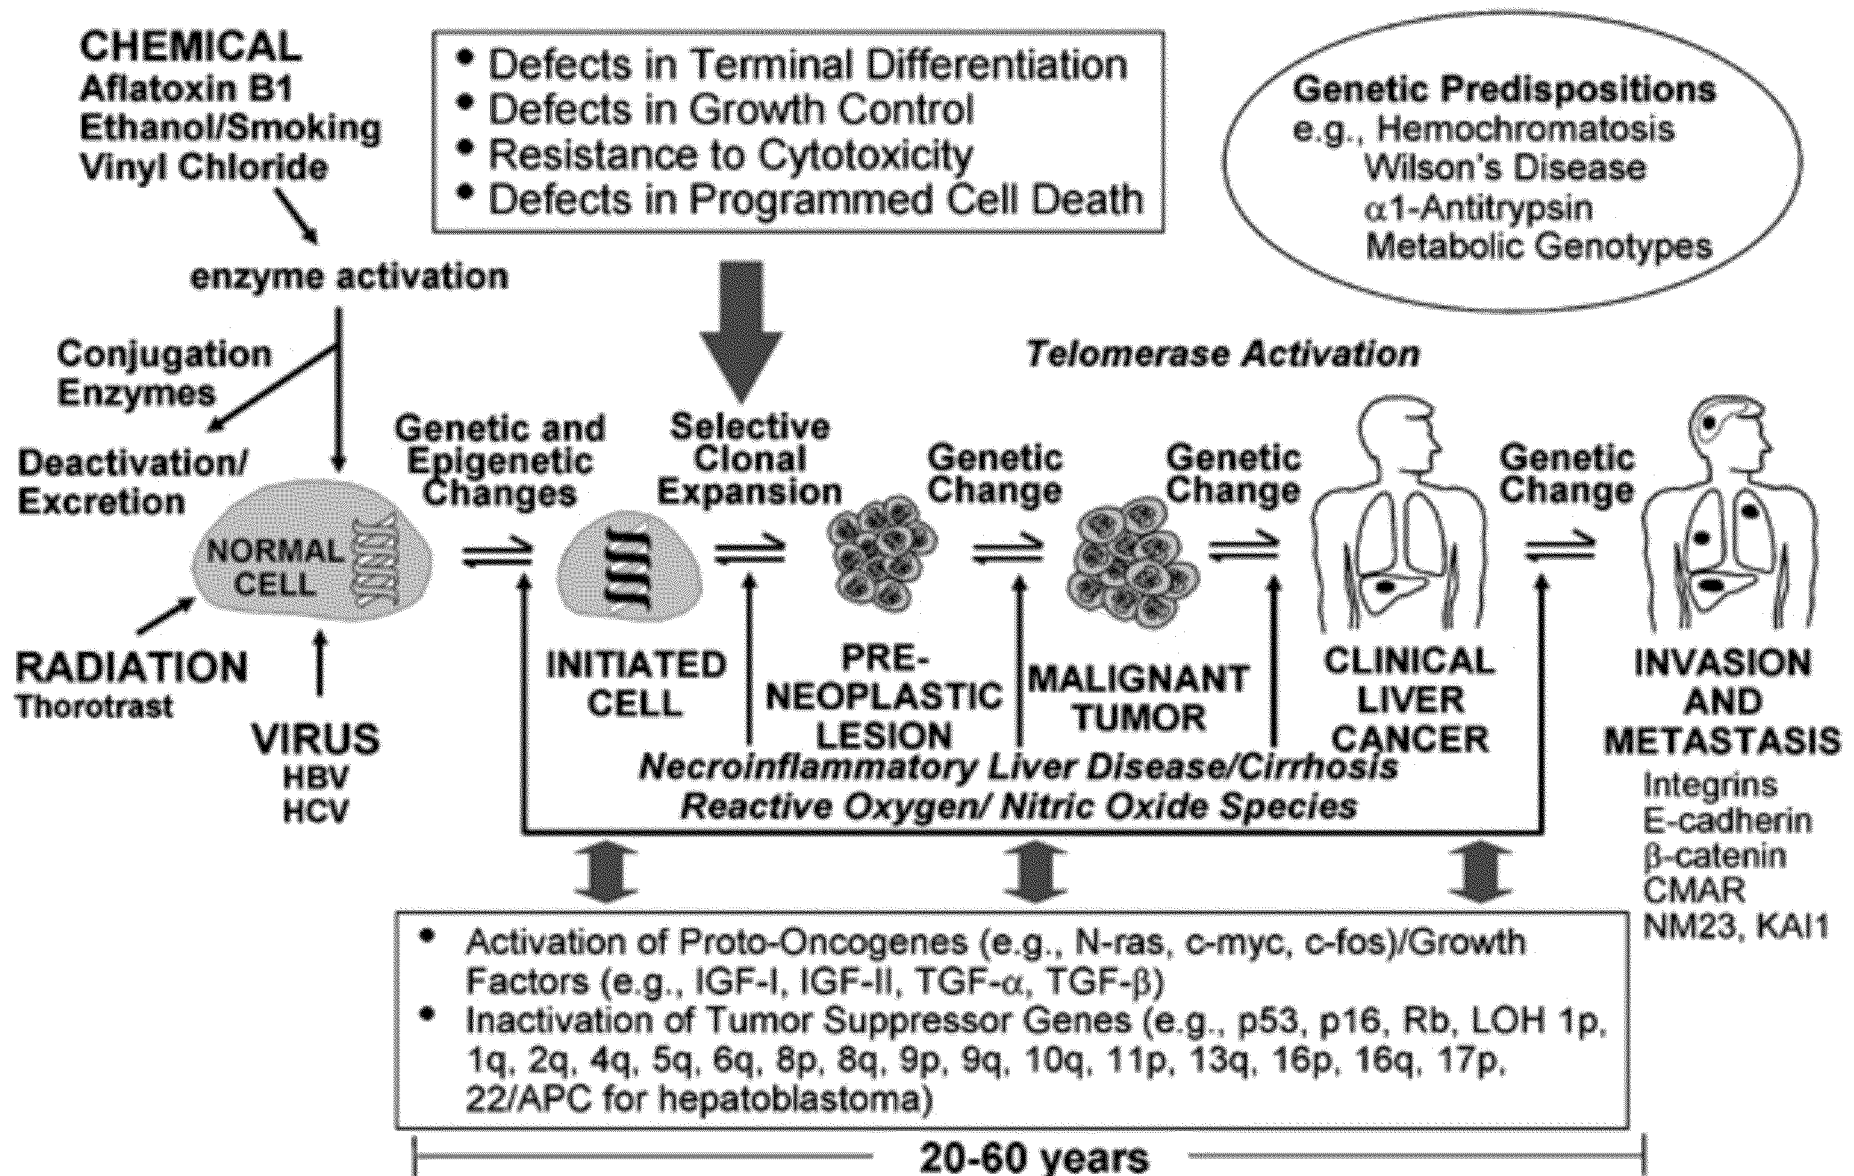 CHEMICAL
Aflatoxin B1
Ethanol/Smoking
Vinyl Chloride
• Defects in Terminal Differentiation
• Defects in Growth Control
• Resistance to Cytotoxicity
• Defects in Programmed Cell Death
Genetic Predispositions
e.g., Hemochromatosis
Wilson's Disease
α1-Antitrypsin
Metabolic Genotypes
enzyme activation
Conjugation
Enzymes
Deactivation/
Excretion
Telomerase Activation
Genetic and
Epigenetic
Changes
Selective
Clonal
Expansion
Genetic
Change
Genetic
Change
Genetic
Change
NORMAL
CELL
RADIATION
Thorotrast
VIRUS
HBV
HCV
INITIATED
CELL
PRE-
NEOPLASTIC
LESION
MALIGNANT
TUMOR
CLINICAL
LIVER
CANCER
INVASION
AND
METASTASIS
Integrins
E-cadherin
β-catenin
CMAR
NM23, KAI1
Necroinflammatory Liver Disease/Cirrhosis
Reactive Oxygen/ Nitric Oxide Species
• Activation of Proto-Oncogenes (e.g., N-ras, c-myc, c-fos)/Growth
Factors (e.g., IGF-I, IGF-II, TGF-α, TGF-β)
• Inactivation of Tumor Suppressor Genes (e.g., p53, p16, Rb, LOH 1p,
1q, 2q, 4q, 5q, 6q, 8p, 8q, 9p, 9q, 10q, 11p, 13q, 16p, 16q, 17p,
22/APC for hepatoblastoma)
20-60 years